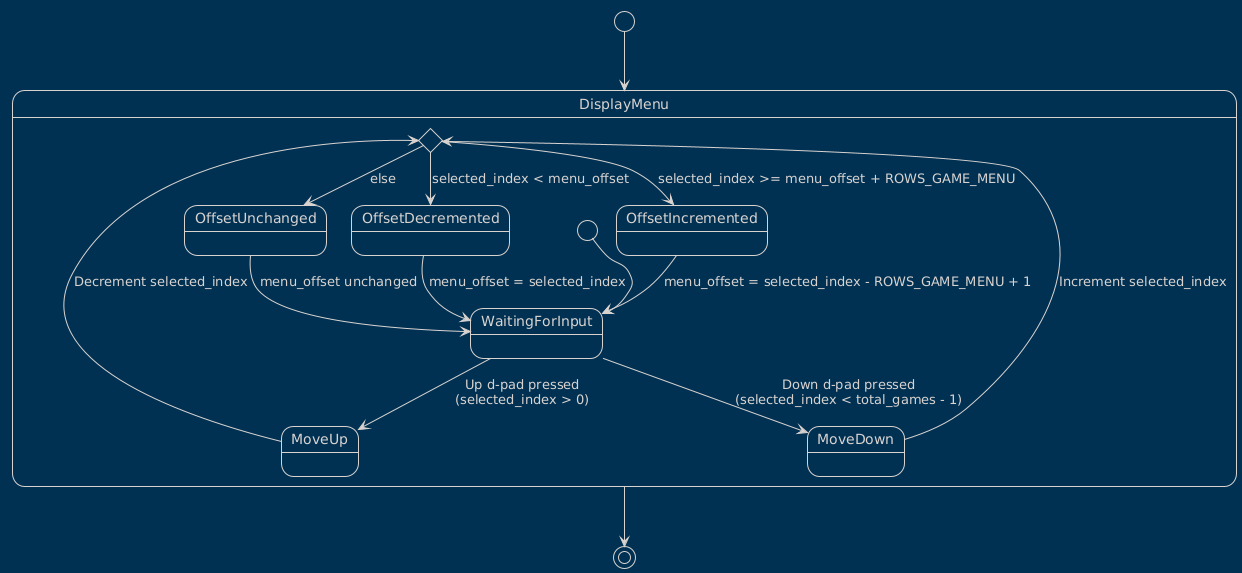 DisplayMenu
else
selected_index < menu_offset
selected_index >= menu_offset + ROWS_GAME_MENU
OffsetUnchanged
OffsetDecremented
OffsetIncremented
Decrement selected_index
menu_offset unchanged
menu_offset = selected_index
menu_offset = selected_index - ROWS_GAME_MENU + 1
Increment selected_index
WaitingForInput
Up d-pad pressed
(selected_index > 0)
Down d-pad pressed
(selected_index < total_games - 1)
MoveUp
MoveDown